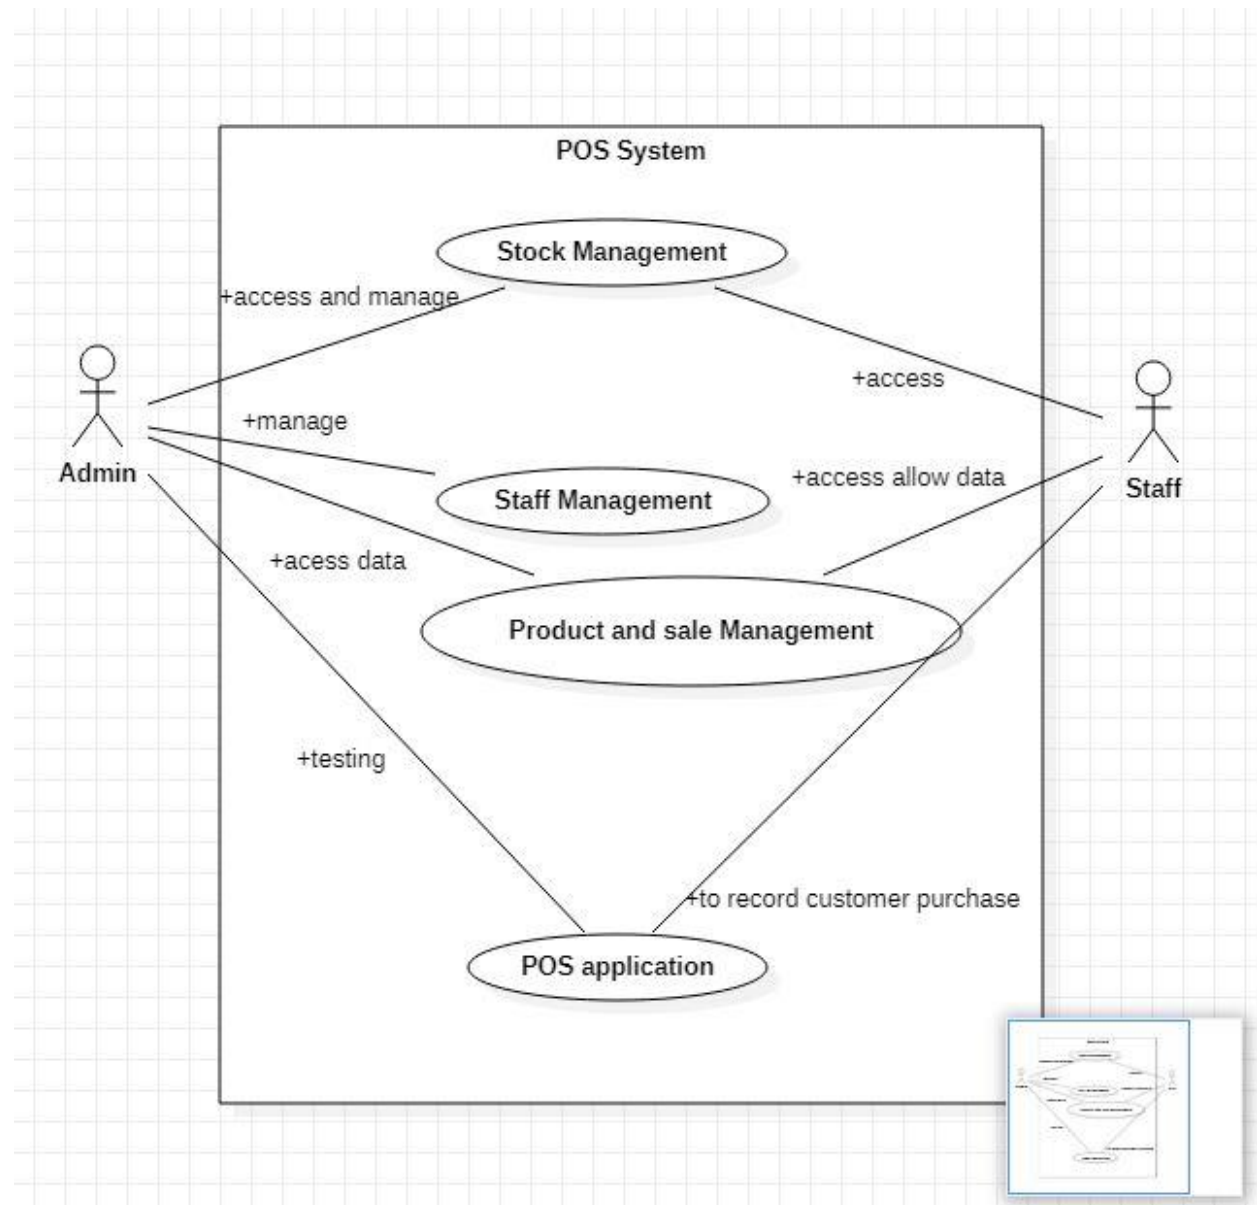 POS System
Stock Management
+access and manage
+access
+manage
Admin
+access allow data
Staff
Staff Management
+acess data
Product and sale Management
+testing
+to record customer purchase
POS application